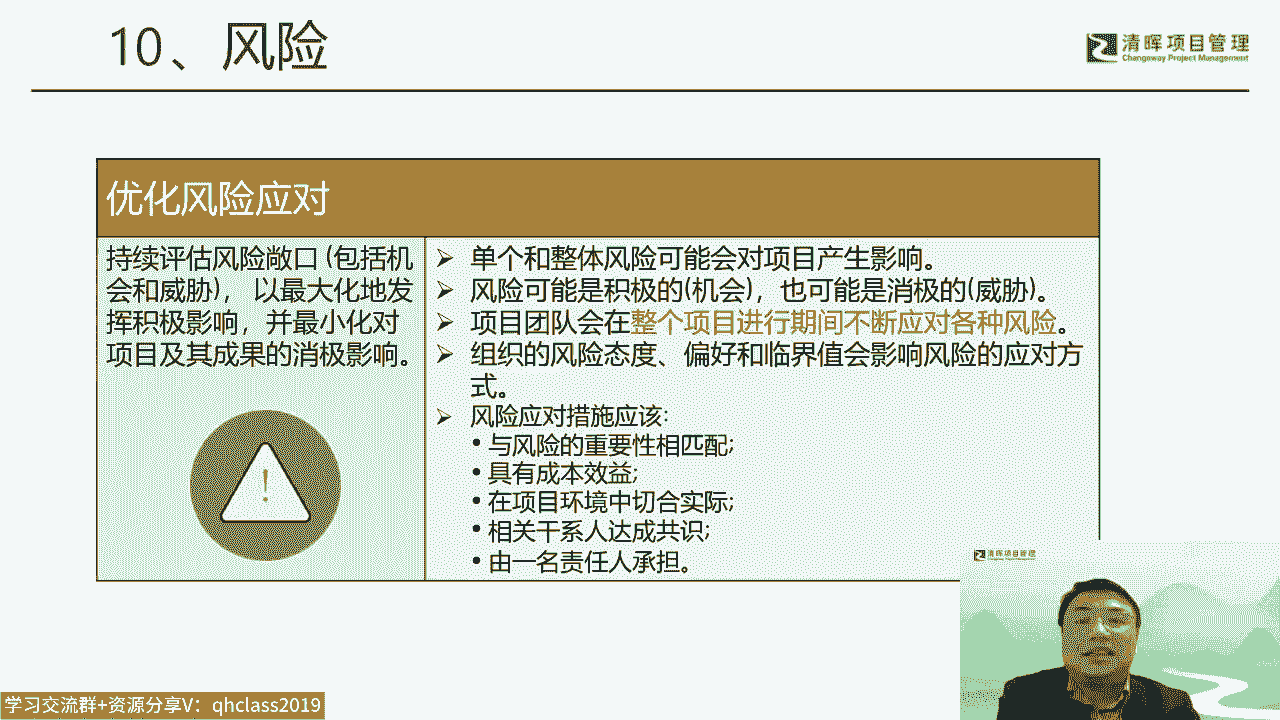 10、风险
清晖项目管理
Changeway Project Management
优化风险应对
持续评估风险敞口 (包括机
会和威胁)， 以最大化地发
挥积极影响，并最小化对
项目及其成果的消极影响。
➢ 单个和整体风险可能会对项目产生影响。
➢ 风险可能是积极的(机会)，也可能是消极的(威胁)。
➢ 项目团队会在整个项目进行期间不断应对各种风险。
➢ 组织的风险态度、偏好和临界值会影响风险的应对方
式。
➢ 风险应对措施应该:
• 与风险的重要性相匹配;
• 具有成本效益;
• 在项目环境中切合实际;
• 相关干系人达成共识;
• 由一名责任人承担。
!
清晖项目管理
学习交流群+资源分享V：qhclass2019